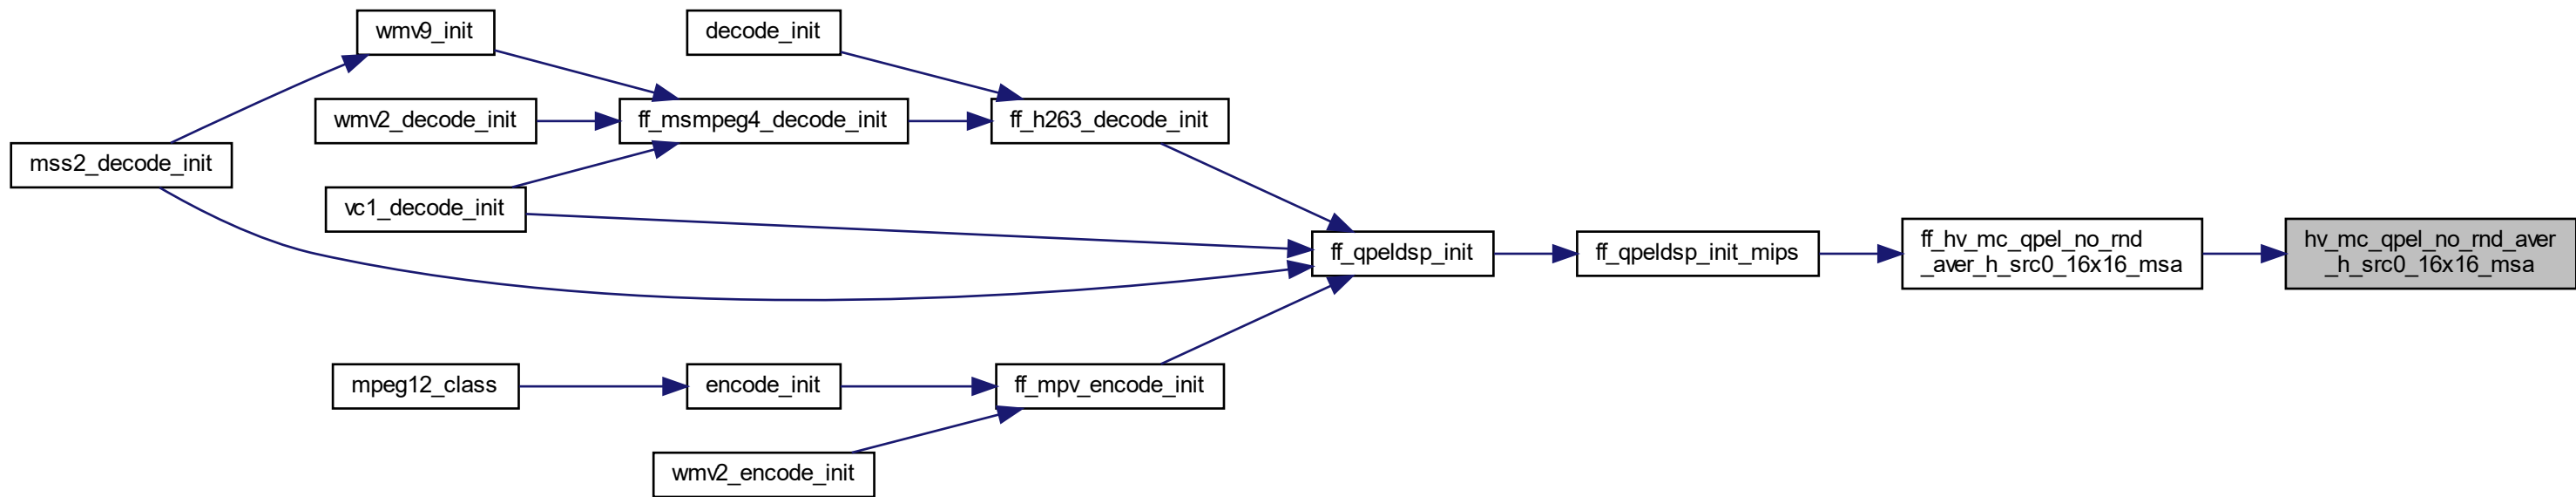 wmv9_init
decode_init
wmv2_decode_init
ff_msmpeg4_decode_init
ff_h263_decode_init
mss2_decode_init
vc1_decode_init
ff_qpeldsp_init
ff_qpeldsp_init_mips
ff_hv_mc_qpel_no_rnd
_aver_h_src0_16x16_msa
hv_mc_qpel_no_rnd_aver
_h_src0_16x16_msa
mpeg12_class
encode_init
ff_mpv_encode_init
wmv2_encode_init